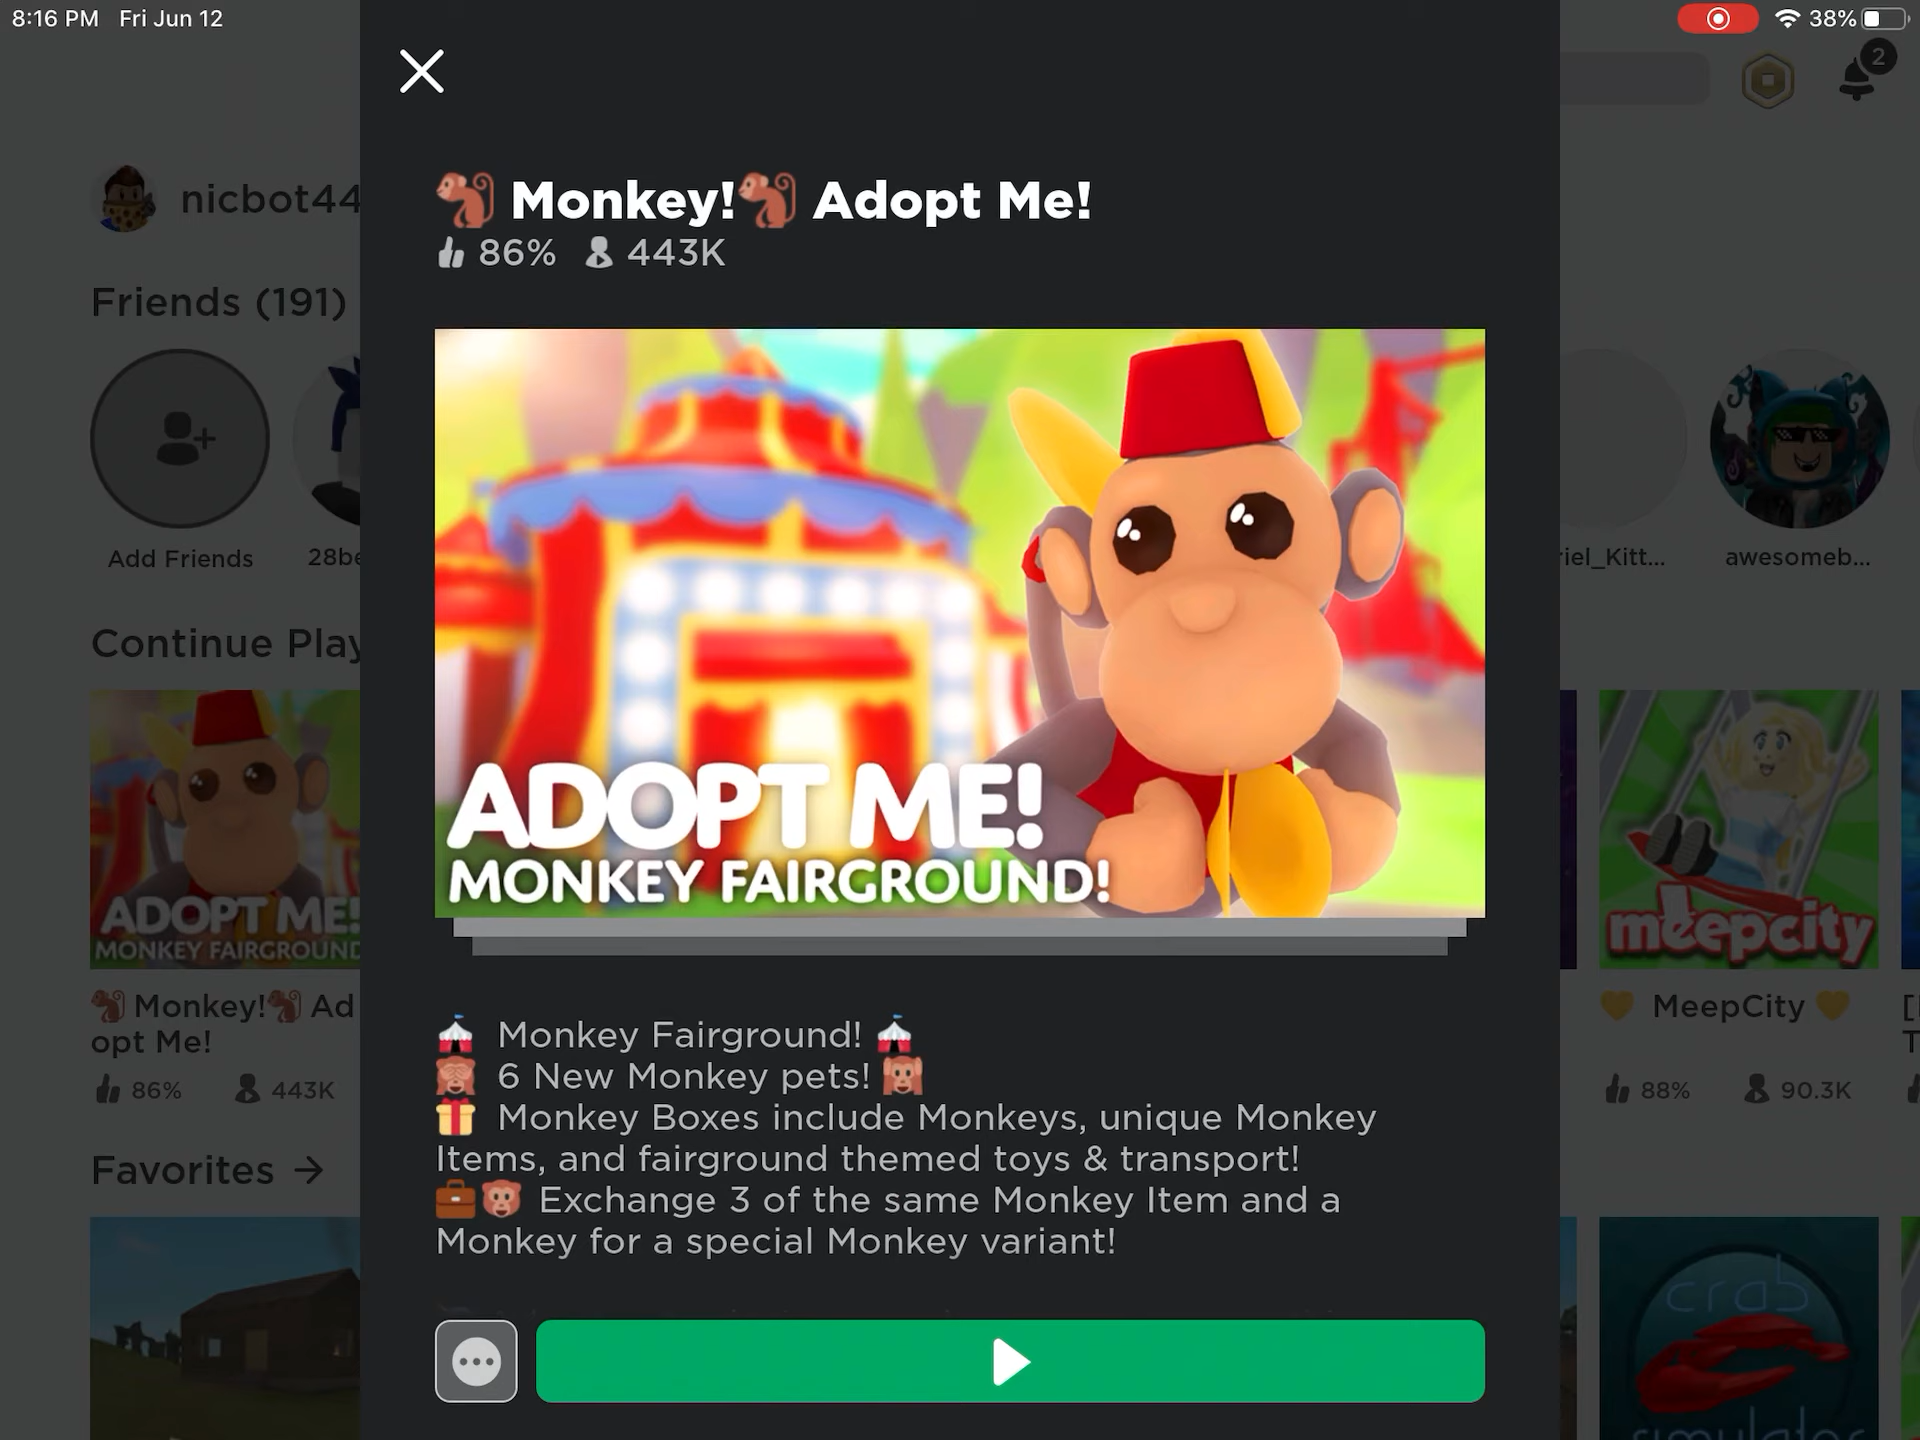 8:16 PM Fri Jun 12
38%
2
nicbot44
🐒 Monkey!🐒 Adopt Me!
86% 443K
Friends (191)
Add Friends
28be
riel_Kitt...
awesomeb...
Continue Play
ADOPT ME!
MONKEY FAIRGROUND!
ADOPT ME!
MONKEY FAIRGROUND
🐒 Monkey!🐒 Ad
opt Me!
86% 443K
meepcity
💛 MeepCity 💛
88% 90.3K
Favorites →
🎪 Monkey Fairground! 🎪
🙈 6 New Monkey pets! 🙉
🎁 Monkey Boxes include Monkeys, unique Monkey
Items, and fairground themed toys & transport!
💼🐵 Exchange 3 of the same Monkey Item and a
Monkey for a special Monkey variant!
crab
simulator